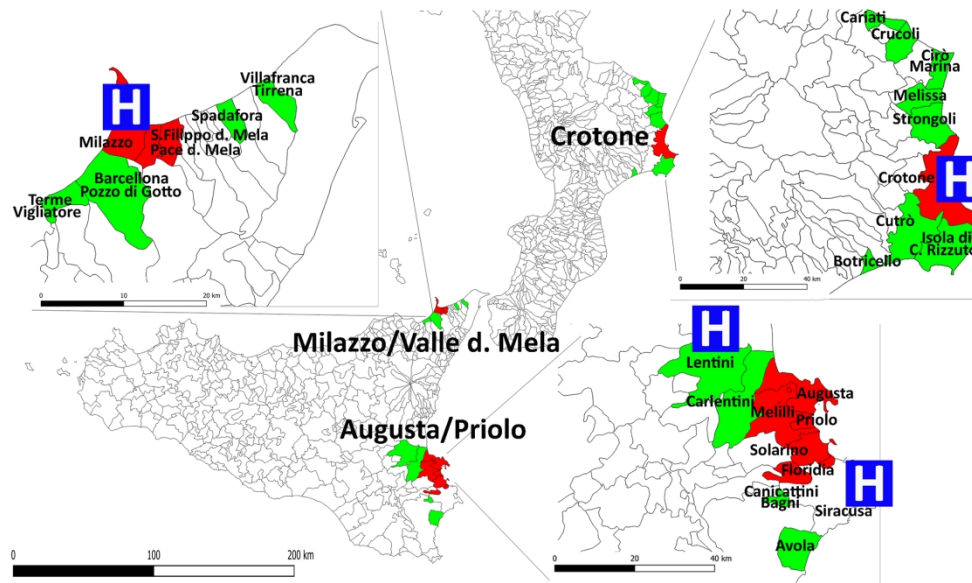 H
Villafranca
Tirrena
Spadafora
S.Filippo d. Mela
Milazzo
Pace d. Mela
Barcellona
Pozzo di Gotto
Terme
Vigliatore
0 10 20 km
Cariati
Crucoli
Cirò
Marina
Melissa
Strongoli
Crotone
H
Cutrò
Isola di
C. Rizzuto
Botricello
0 20 40 km
Crotone
Milazzo/Valle d. Mela
Augusta/Priolo
0 100 200 km
H
Lentini
Augusta
Carlentini
Melilli
Priolo
Solarino
Floridia
H
Canicattini
Bagni
Siracusa
Avola
0 20 40 km